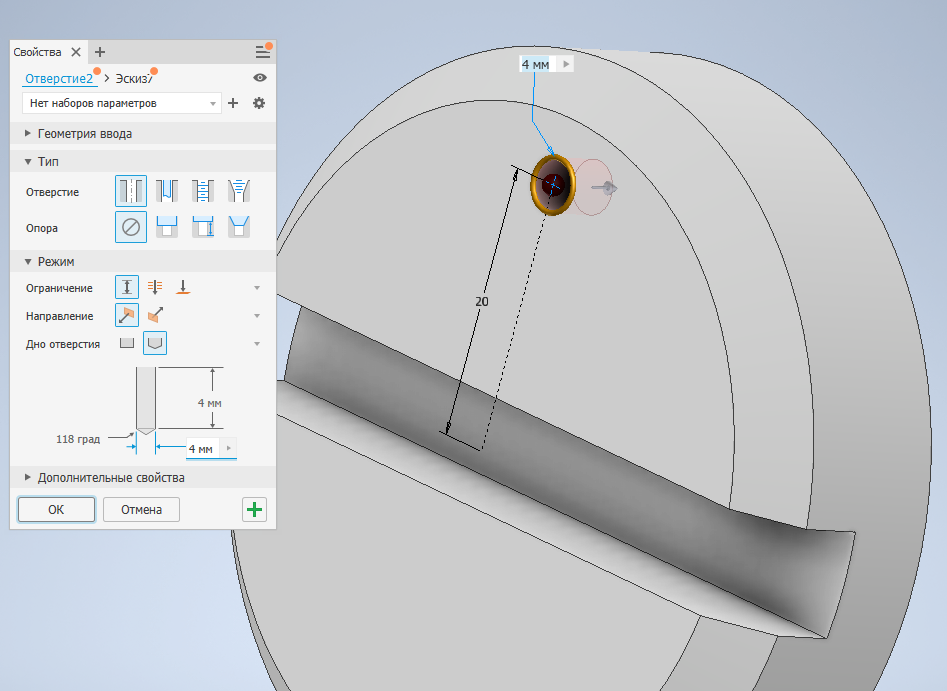 Свойства
Отверстие2 > Эскиз7
Нет наборов параметров
Геометрия ввода
Тип
Отверстие
Опора
Режим
Ограничение
Направление
Дно отверстия
4 мм
118 град
4 мм
Дополнительные свойства
ОК
Отмена
4 мм
20